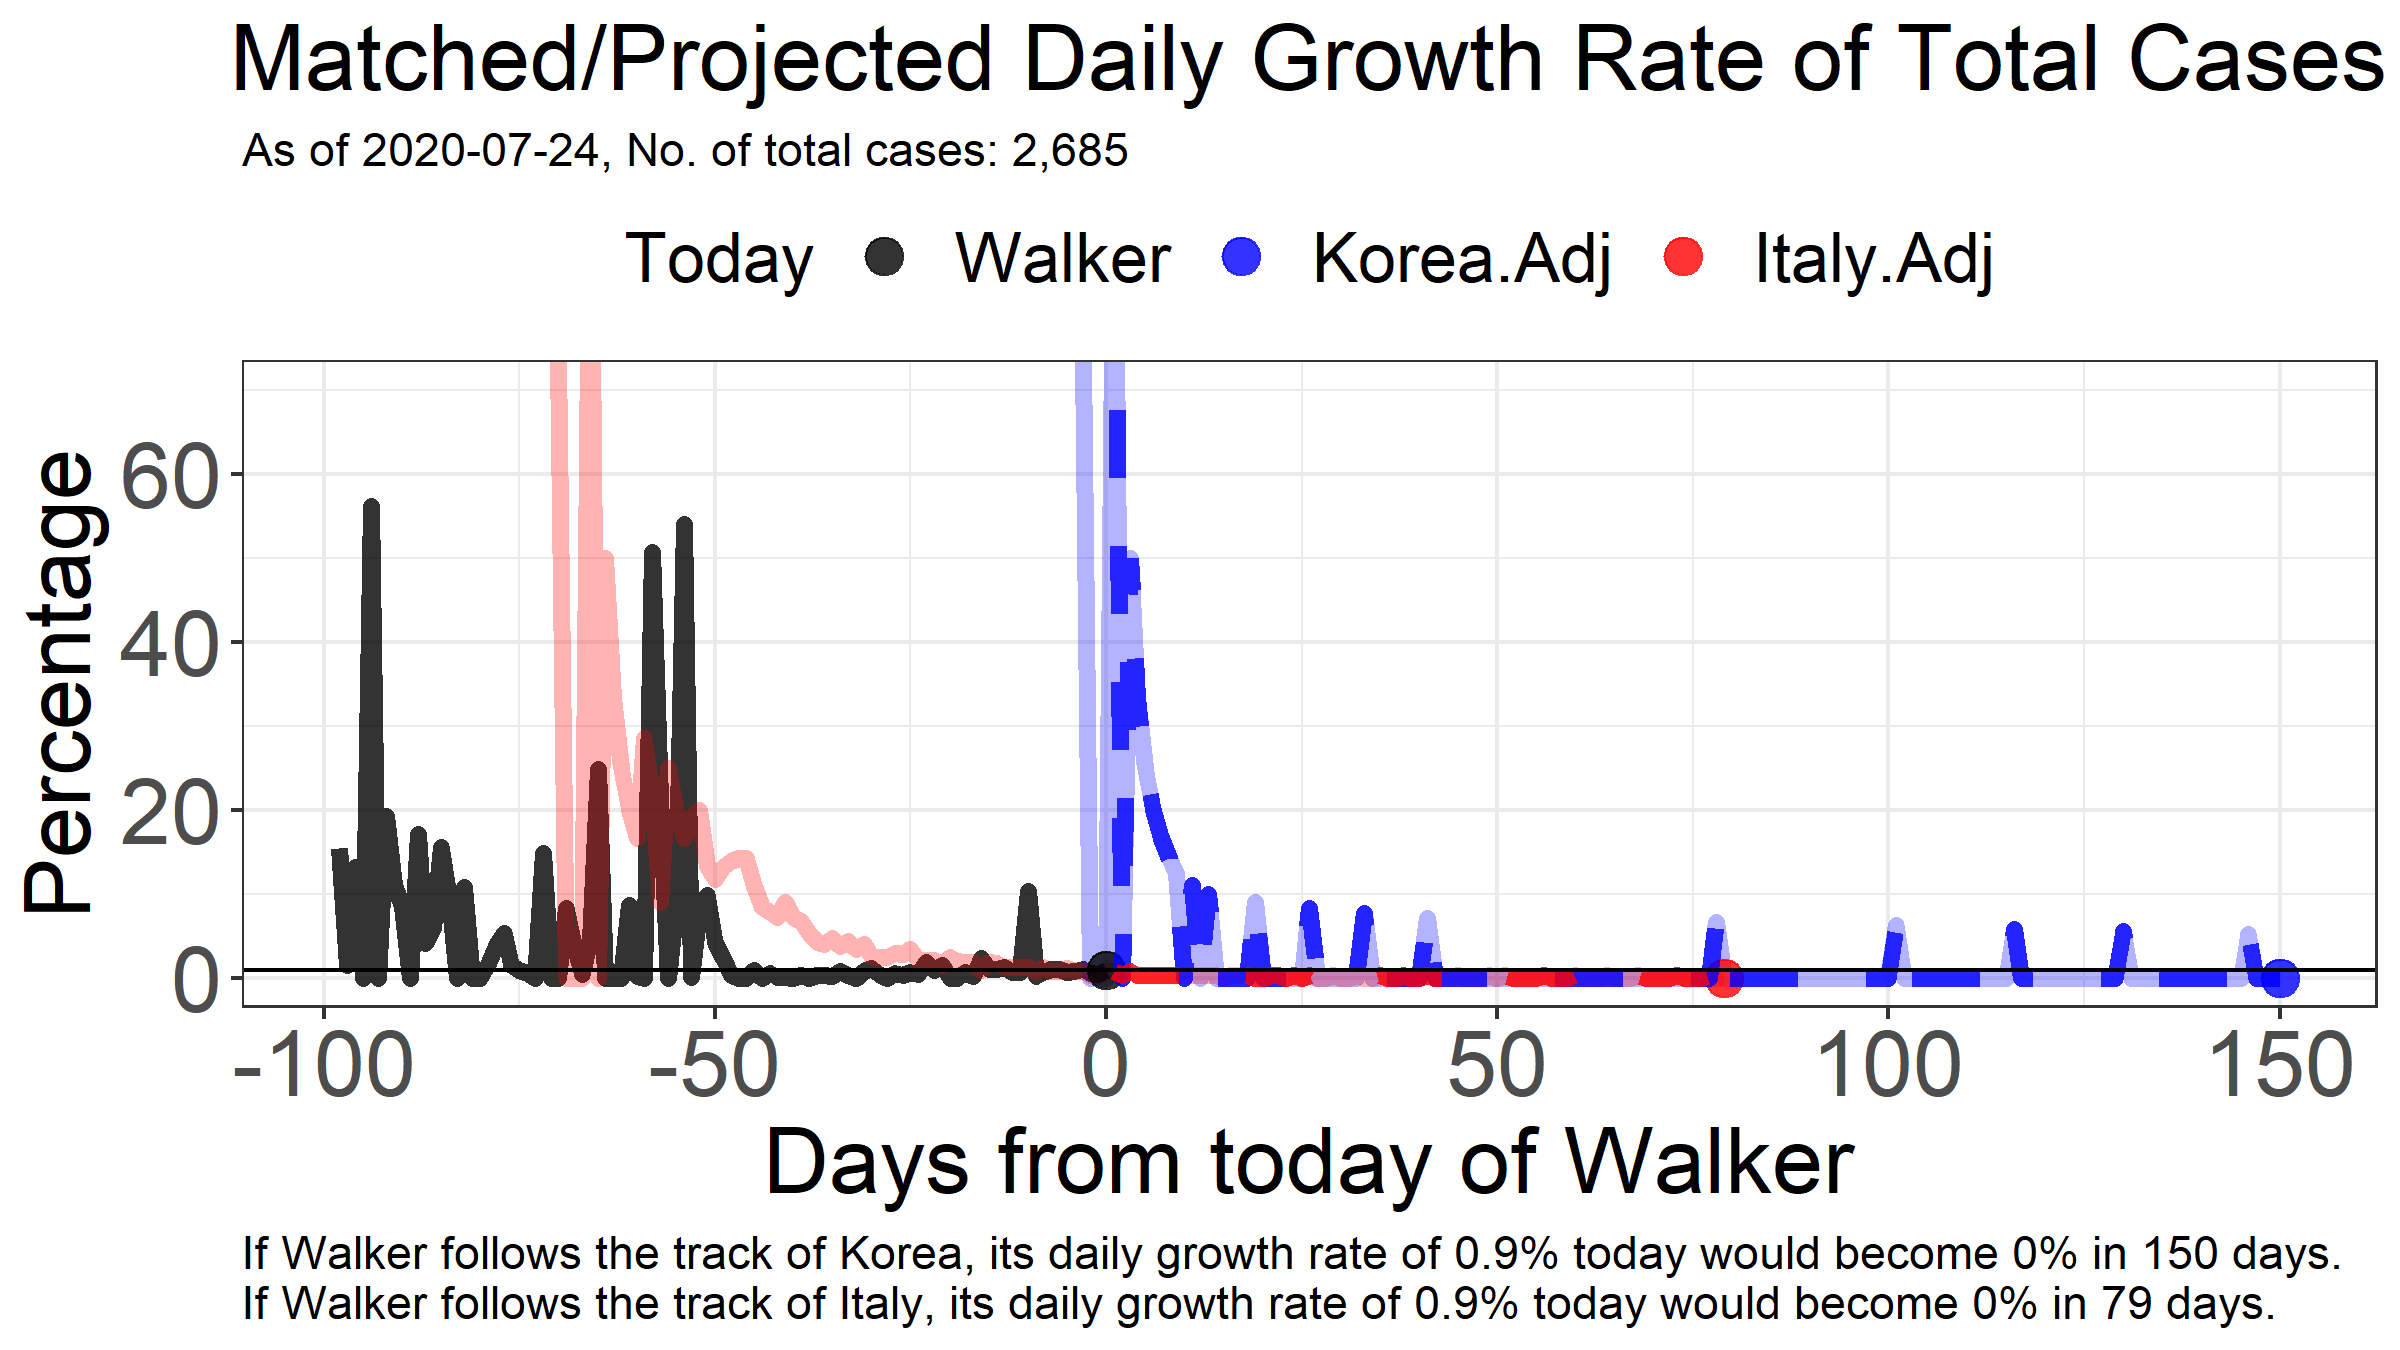 Matched/Projected Daily Growth Rate of Total Cases
As of 2020-07-24, No. of total cases: 2,685
Today Walker Korea.Adj Italy.Adj
Percentage
60
40
20
0
-100 -50 0 50 100 150
Days from today of Walker
If Walker follows the track of Korea, its daily growth rate of 0.9% today would become 0% in 150 days.
If Walker follows the track of Italy, its daily growth rate of 0.9% today would become 0% in 79 days.